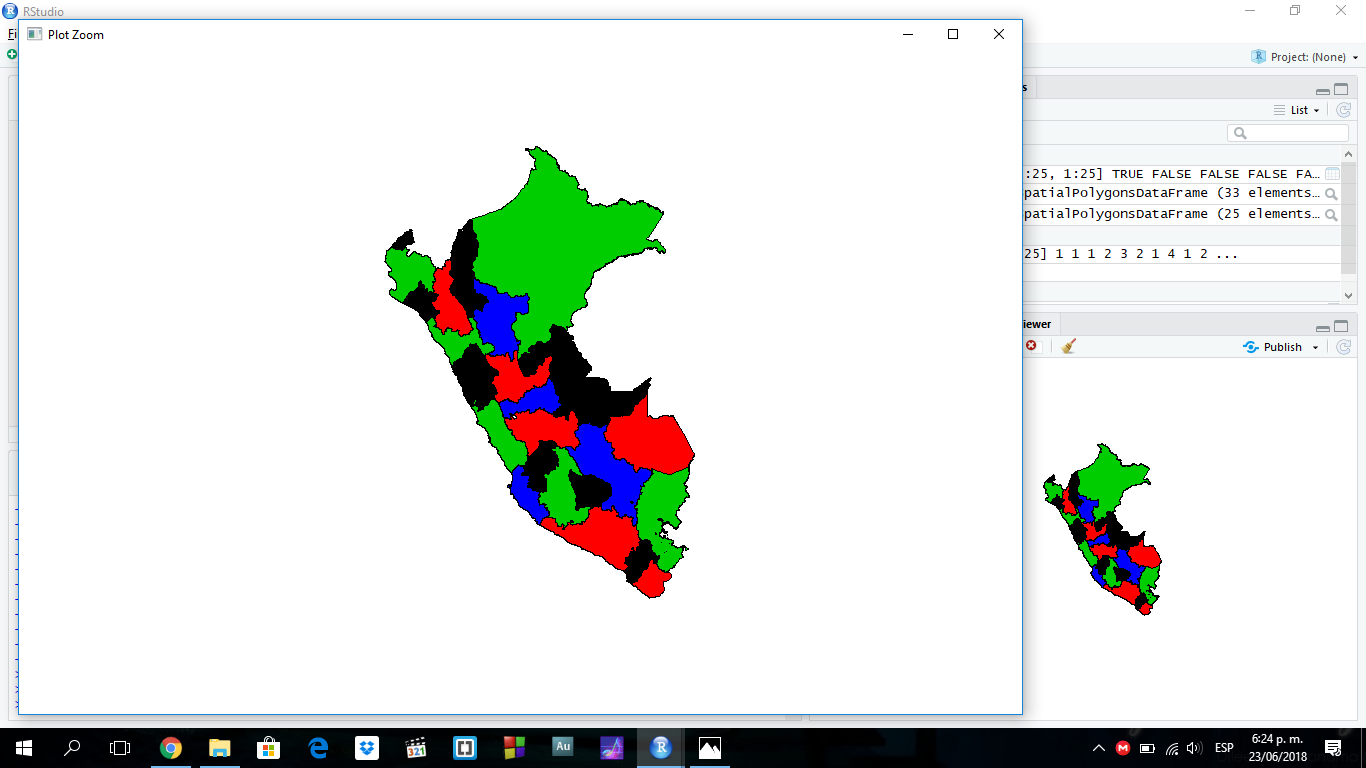 RStudio
Fi
Plot Zoom
Project: (None)
s
List
:25, 1:25] TRUE FALSE FALSE FALSE FA…
patialPolygonsDataFrame (33 elements…
patialPolygonsDataFrame (25 elements…
25] 1 1 1 2 3 2 1 4 1 2 ...
iewer
Publish
321
Au
R
ESP
6:24 p. m.
23/06/2018